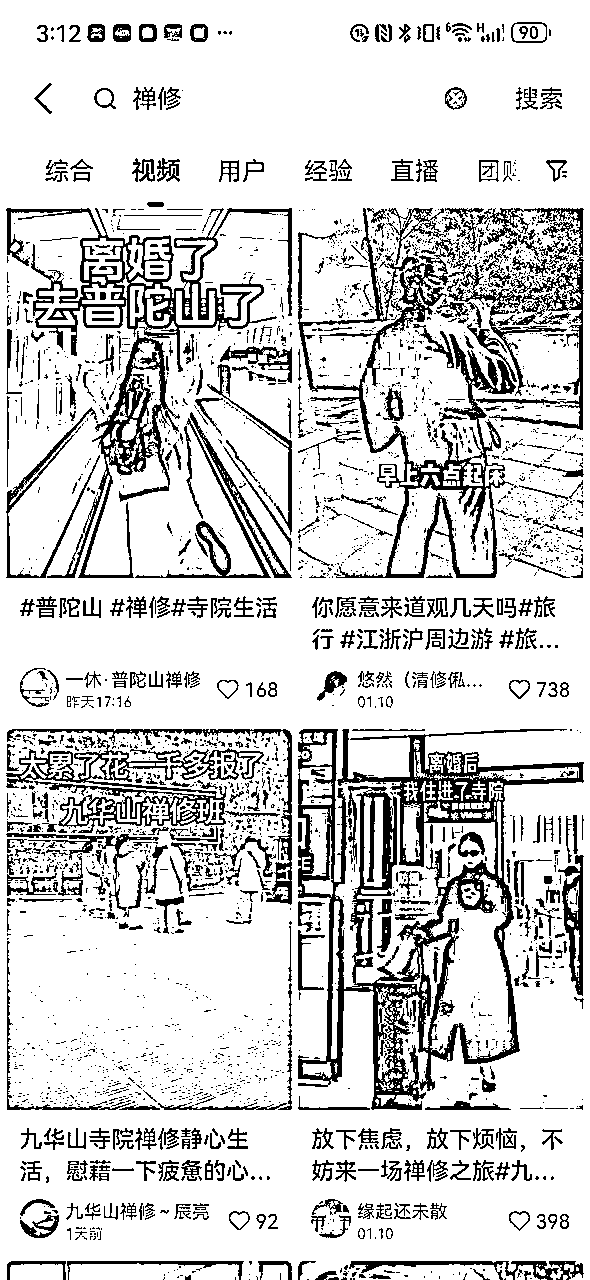 3:12
90
禅修
搜索
综合 视频 用户 经验 直播 团购
离婚了
去普陀山了
早上六点起床
#普陀山 #禅修#寺院生活
一休·普陀山禅修
昨天17:16
168
你愿意来道观几天吗#旅
行 #江浙沪周边游 #旅...
悠然（清修俬...
01.10
738
太累了花一千多报了
九华山禅修班
离婚后
我住进了寺院
九华山寺院禅修静心生
活，慰藉一下疲惫的心...
九华山禅修～辰亮
1天前
92
放下焦虑，放下烦恼，不
妨来一场禅修之旅#九...
缘起还未散
01.10
398